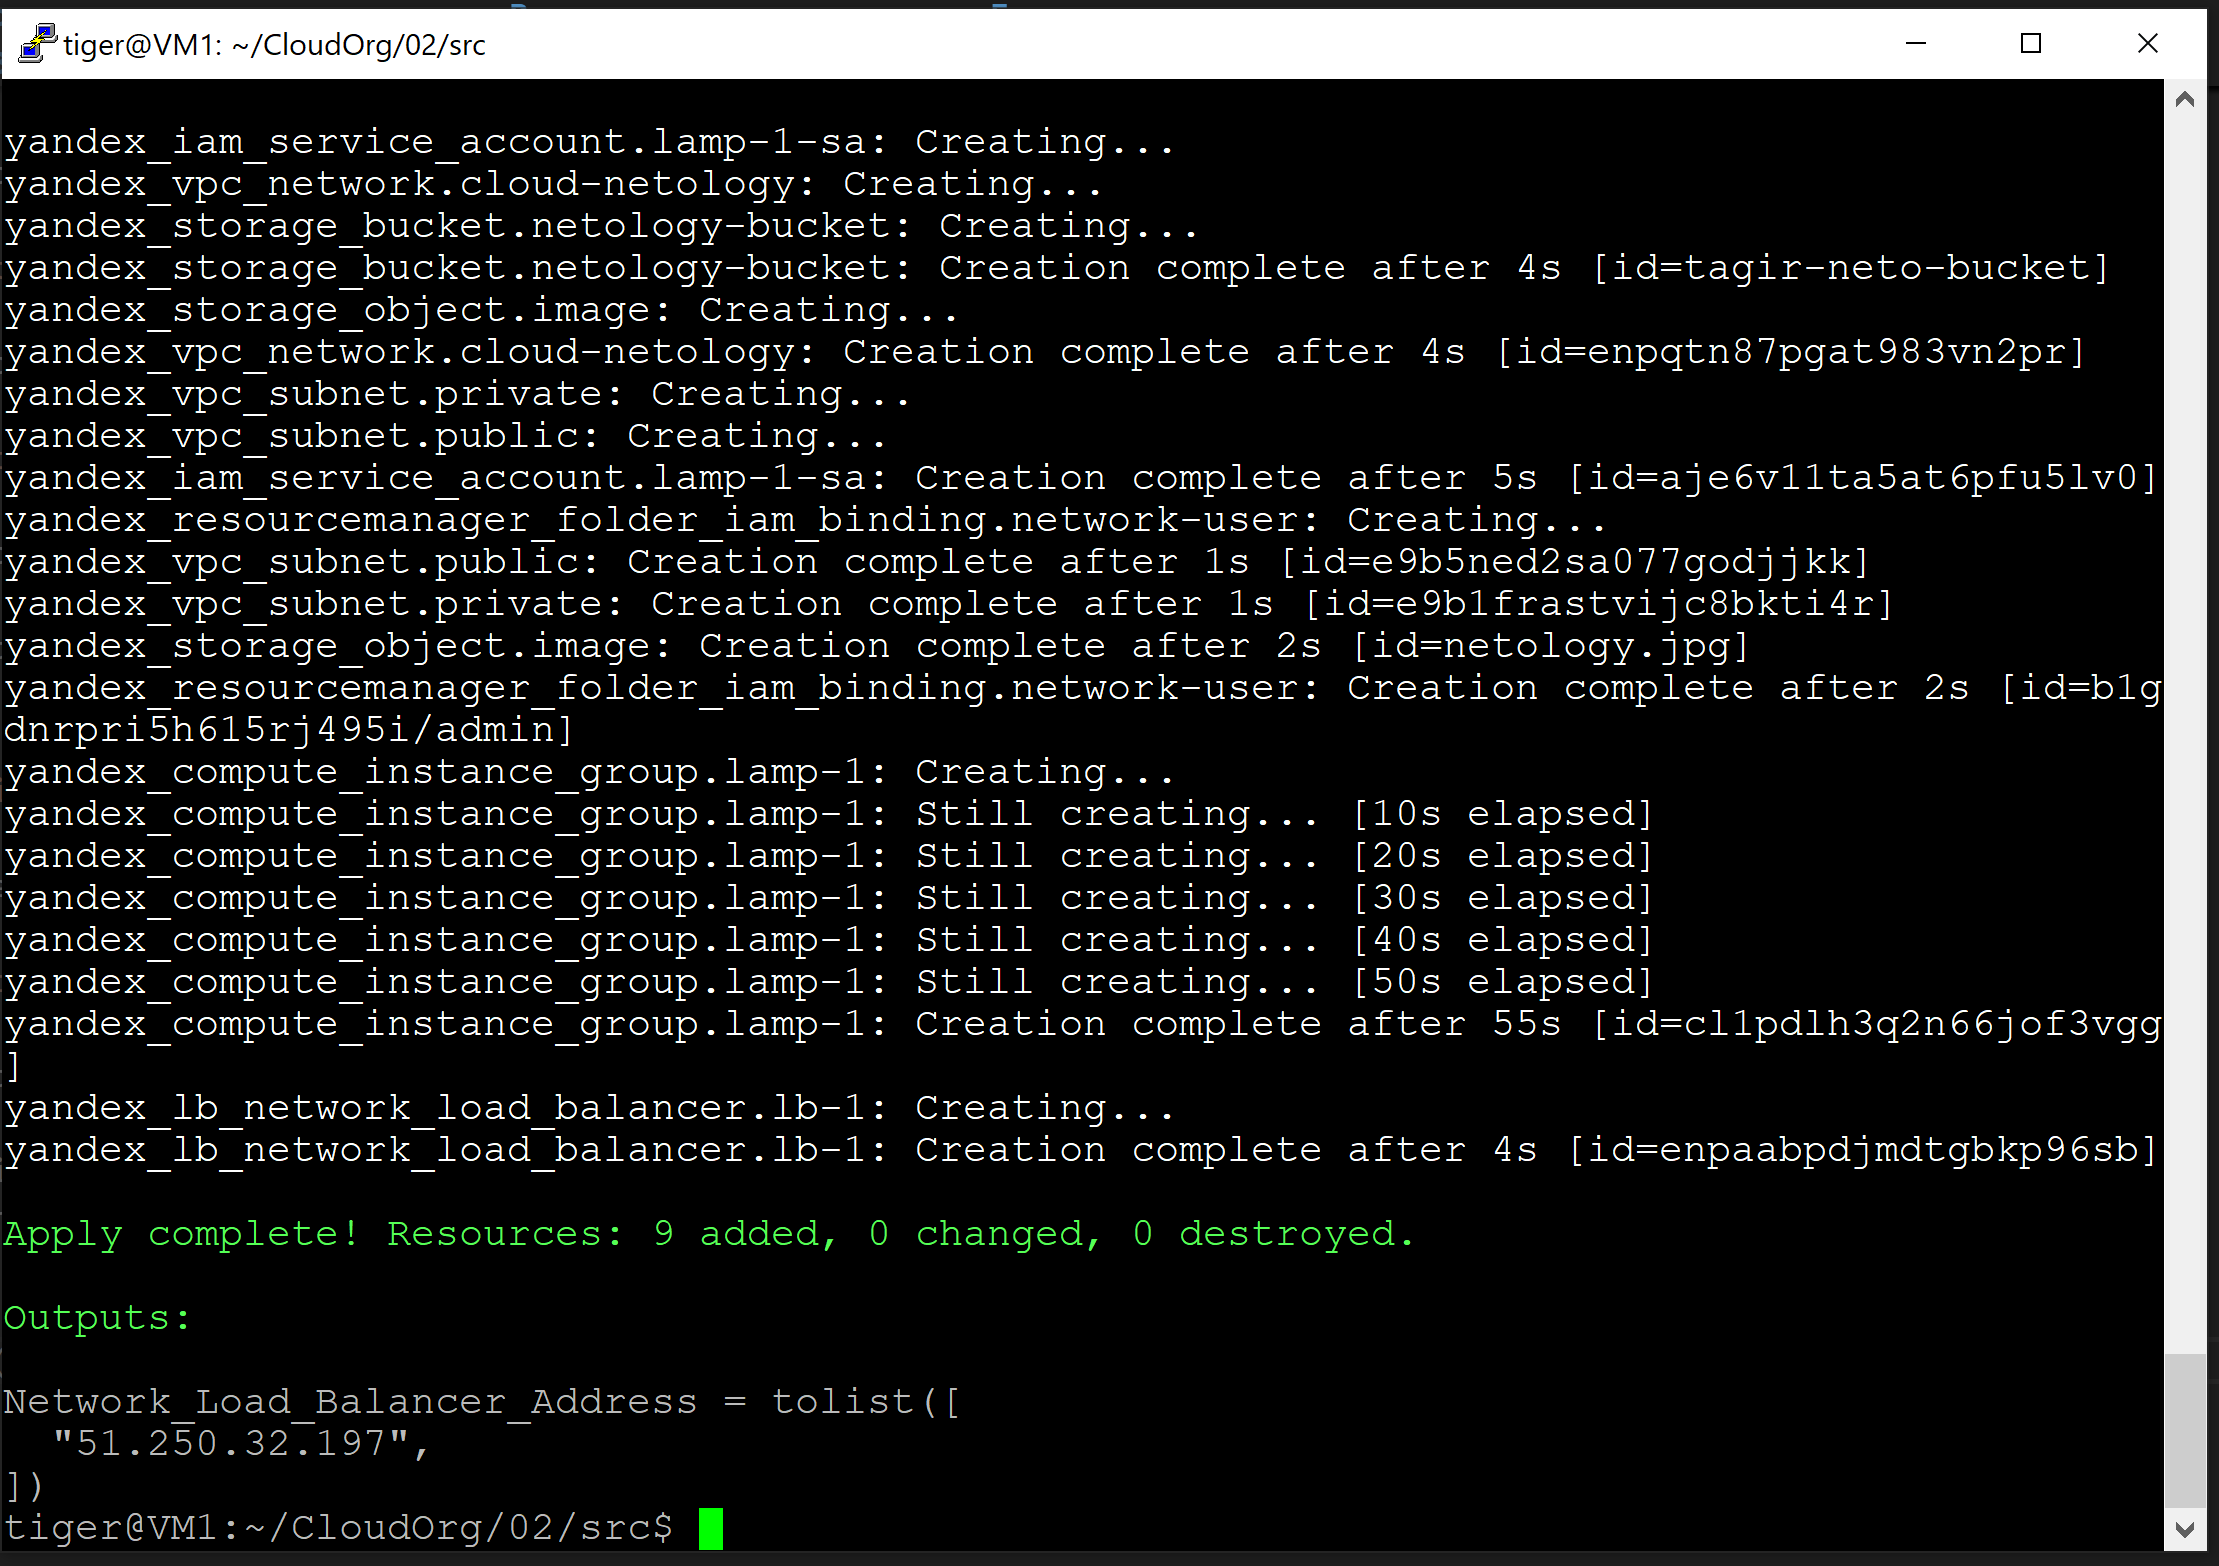 tiger@VM1: ~/CloudOrg/02/src
yandex_iam_service_account.lamp-1-sa: Creating...
yandex_vpc_network.cloud-netology: Creating...
yandex_storage_bucket.netology-bucket: Creating...
yandex_storage_bucket.netology-bucket: Creation complete after 4s [id=tagir-neto-bucket]
yandex_storage_object.image: Creating...
yandex_vpc_network.cloud-netology: Creation complete after 4s [id=enpqtn87pgat983vn2pr]
yandex_vpc_subnet.private: Creating...
yandex_vpc_subnet.public: Creating...
yandex_iam_service_account.lamp-1-sa: Creation complete after 5s [id=aje6v11ta5at6pfu5lv0]
yandex_resourcemanager_folder_iam_binding.network-user: Creating...
yandex_vpc_subnet.public: Creation complete after 1s [id=e9b5ned2sa077godjjkk]
yandex_vpc_subnet.private: Creation complete after 1s [id=e9b1frastvijc8bkti4r]
yandex_storage_object.image: Creation complete after 2s [id=netology.jpg]
yandex_resourcemanager_folder_iam_binding.network-user: Creation complete after 2s [id=b1g
dnrpri5h615rj495i/admin]
yandex_compute_instance_group.lamp-1: Creating...
yandex_compute_instance_group.lamp-1: Still creating... [10s elapsed]
yandex_compute_instance_group.lamp-1: Still creating... [20s elapsed]
yandex_compute_instance_group.lamp-1: Still creating... [30s elapsed]
yandex_compute_instance_group.lamp-1: Still creating... [40s elapsed]
yandex_compute_instance_group.lamp-1: Still creating... [50s elapsed]
yandex_compute_instance_group.lamp-1: Creation complete after 55s [id=cl1pdlh3q2n66jof3vgg
]
yandex_lb_network_load_balancer.lb-1: Creating...
yandex_lb_network_load_balancer.lb-1: Creation complete after 4s [id=enpaabpdjmdtgbkp96sb]
Apply complete! Resources: 9 added, 0 changed, 0 destroyed.
Outputs:
Network_Load_Balancer_Address = tolist([
  "51.250.32.197",
])
tiger@VM1:~/CloudOrg/02/src$